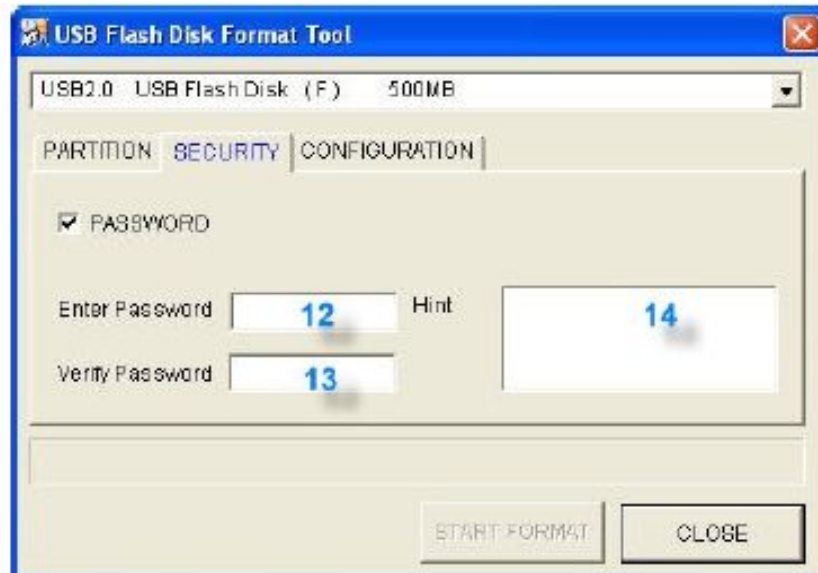 USB Flash Disk Format Tool
USB2.0 USB Flash Disk (F) 500MB
PARTITION SECURITY CONFIGURATION
PASSWORD
Enter Password 12 Hint 14
Verify Password 13
START FORMAT CLOSE